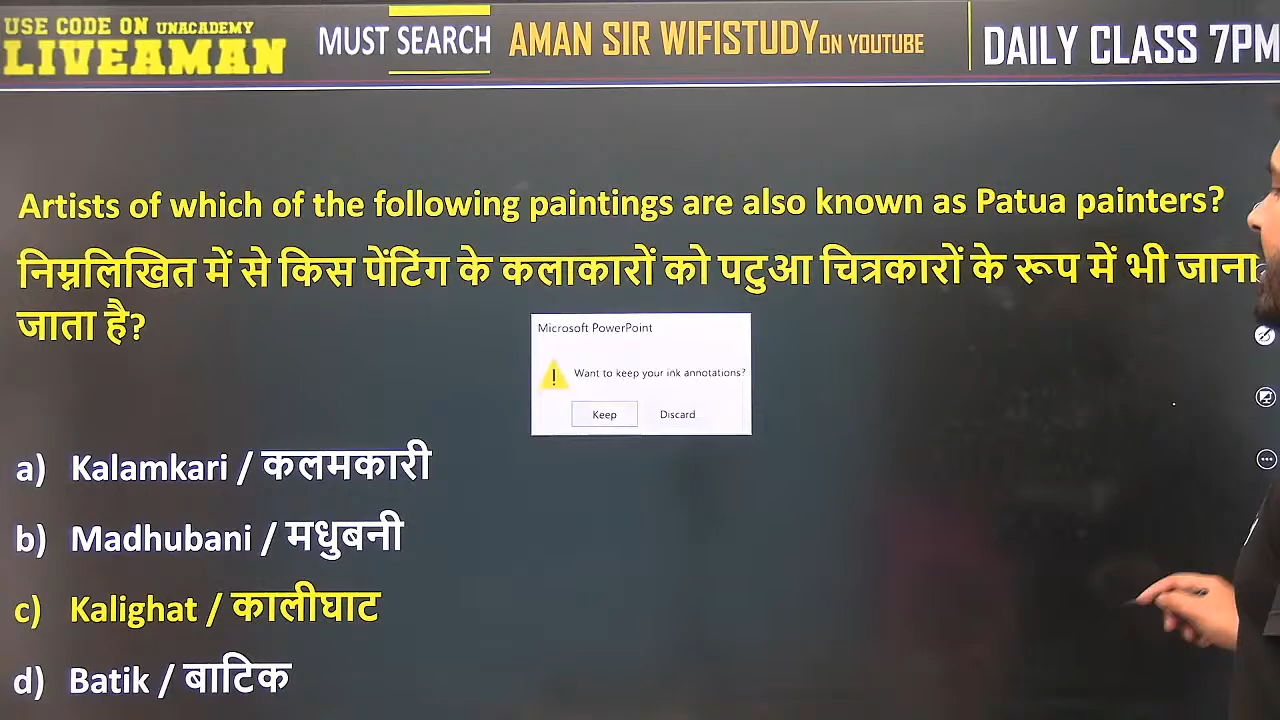 USE CODE ON UNACADEMY
LIVEAMAN
MUST SEARCH AMAN SIR WIFISTUDY ON YOUTUBE
DAILY CLASS 7PM
Artists of which of the following paintings are also known as Patua painters?
निम्नलिखित में से किस पेंटिंग के कलाकारों को पटुआ चित्रकारों के रूप में भी जाना
जाता है?
Microsoft PowerPoint
Want to keep your ink annotations?
Keep Discard
a) Kalamkari / कलमकारी
b) Madhubani / मधुबनी
c) Kalighat / कालीघाट
d) Batik / बाटिक